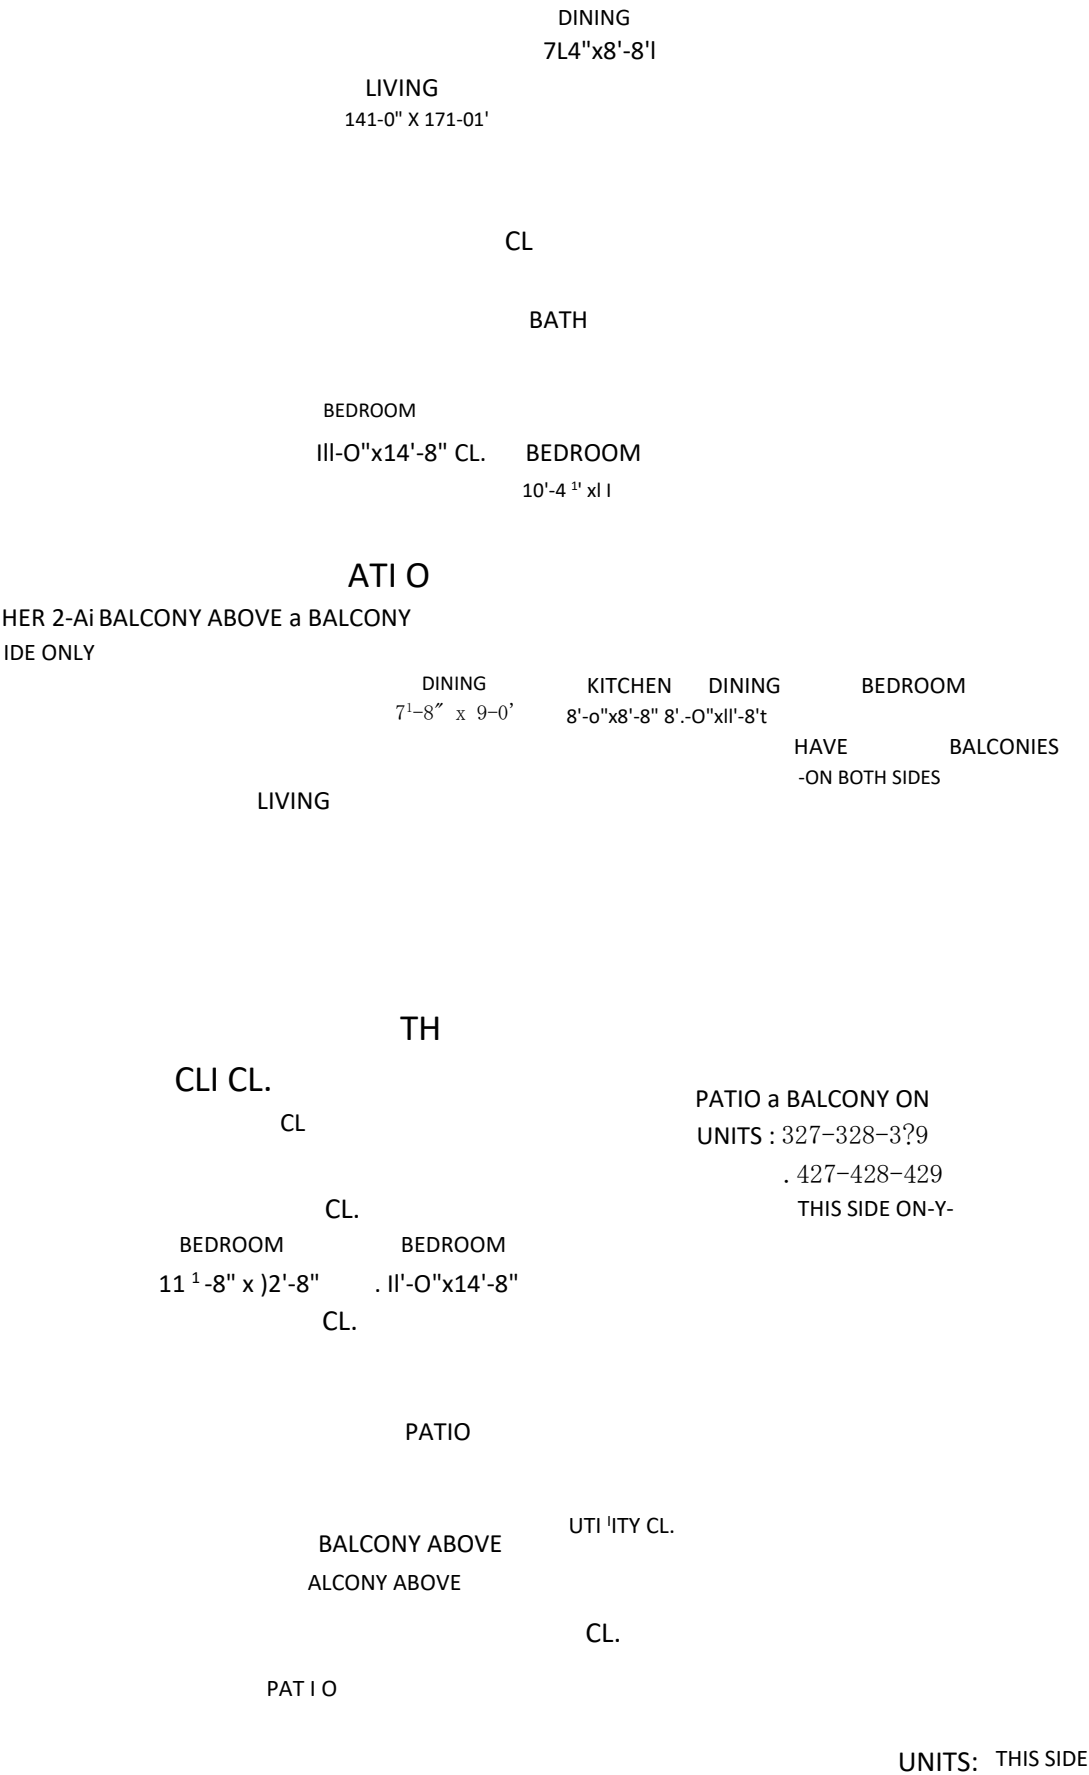 DINING
7L4"x8'-8'l
LIVING
141-0" X 171-01'
CL
BATH
BEDROOM
Ill-O"x14'-8" CL. BEDROOM
10'-4 ¹' xl I
ATI O
HER 2-Ai BALCONY ABOVE a BALCONY
IDE ONLY
DINING KITCHEN DINING BEDROOM
7¹-8″ x 9-0’ 8'-o"x8'-8" 8'.-O"xll'-8't
HAVE BALCONIES
-ON BOTH SIDES
LIVING
TH
CLI CL.
PATIO a BALCONY ON
CL
UNITS : 327-328-3?9
. 427-428-429
CL. THIS SIDE ON-Y-
BEDROOM BEDROOM
11 ¹ -8" x )2'-8" . Il'-O"x14'-8"
CL.
PATIO
UTI ˡITY CL.
BALCONY ABOVE
ALCONY ABOVE
CL.
PAT I O
UNITS: THIS SIDE